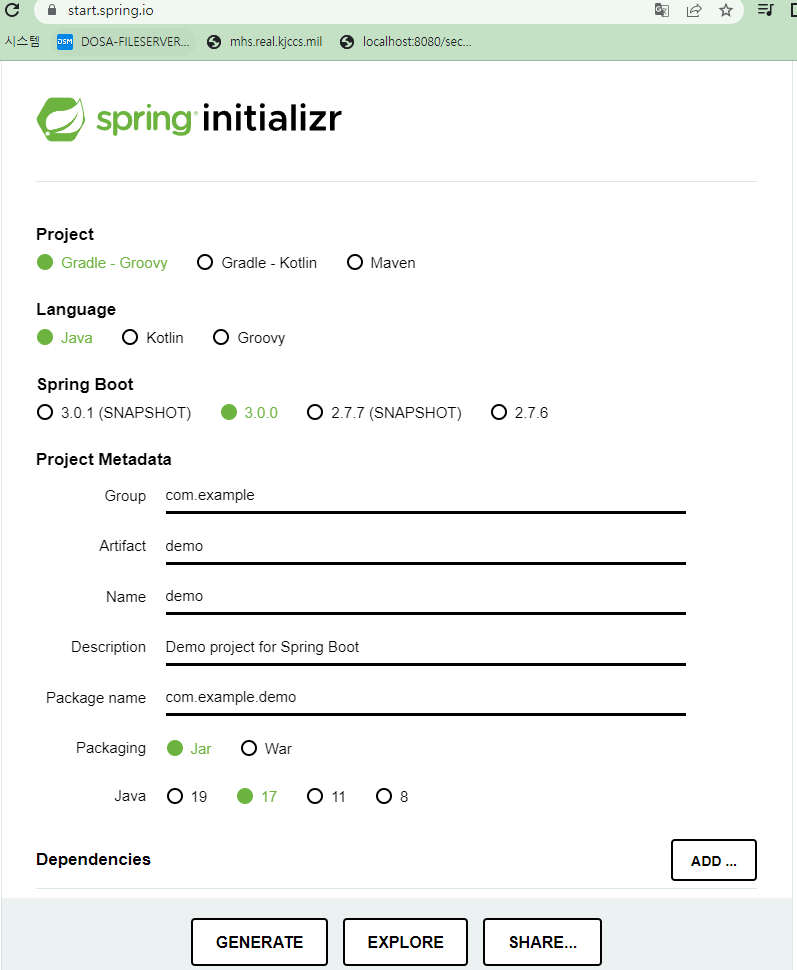 start.spring.io
시스템 DSM DOSA-FILESERVER... mhs.real.kjccs.mil localhost:8080/sec...
spring initializr
Project
Gradle - Groovy Gradle - Kotlin Maven
Language
Java Kotlin Groovy
Spring Boot
3.0.1 (SNAPSHOT) 3.0.0 2.7.7 (SNAPSHOT) 2.7.6
Project Metadata
Group com.example
Artifact demo
Name demo
Description Demo project for Spring Boot
Package name com.example.demo
Packaging Jar War
Java 19 17 11 8
Dependencies ADD ...
GENERATE EXPLORE SHARE...